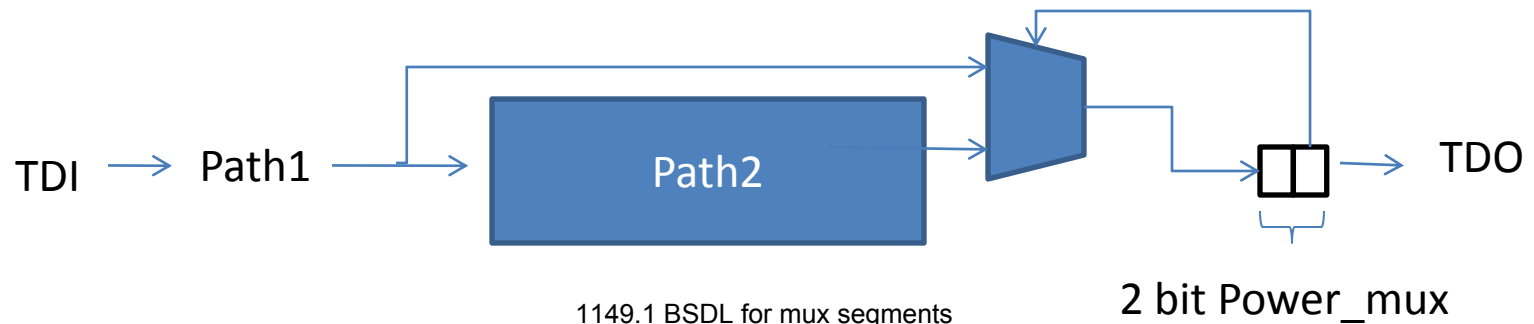 TDI
Path1
Path2
TDO
2 bit Power_mux
1149.1 BSDL for mux segments